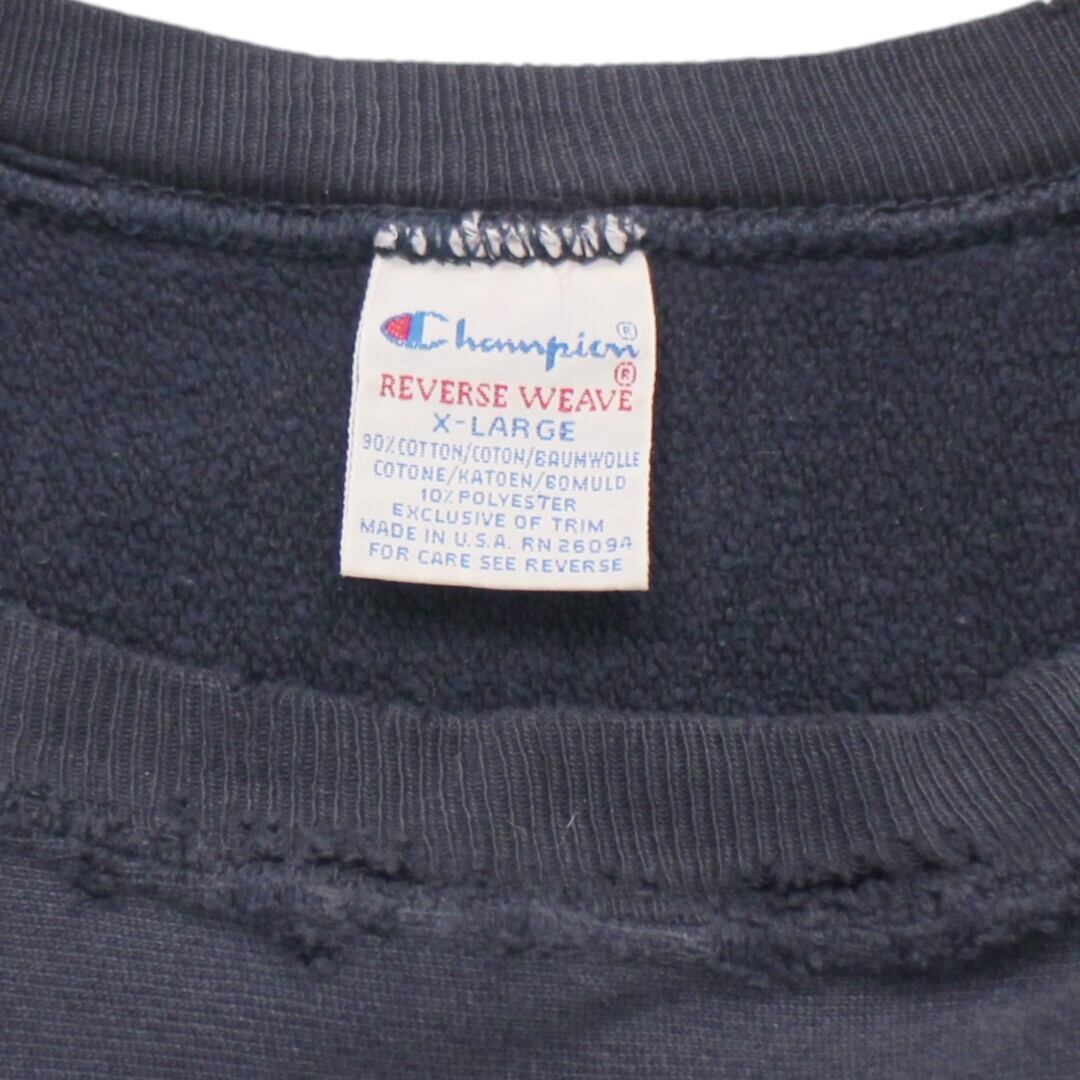 Champion®
REVERSE WEAVE®
X-LARGE
90% COTTON/COTON/BAUMWOLLE
COTONE/KATOEN/BOMULD
10% POLYESTER
EXCLUSIVE OF TRIM
MADE IN U.S.A. RN 26094
FOR CARE SEE REVERSE